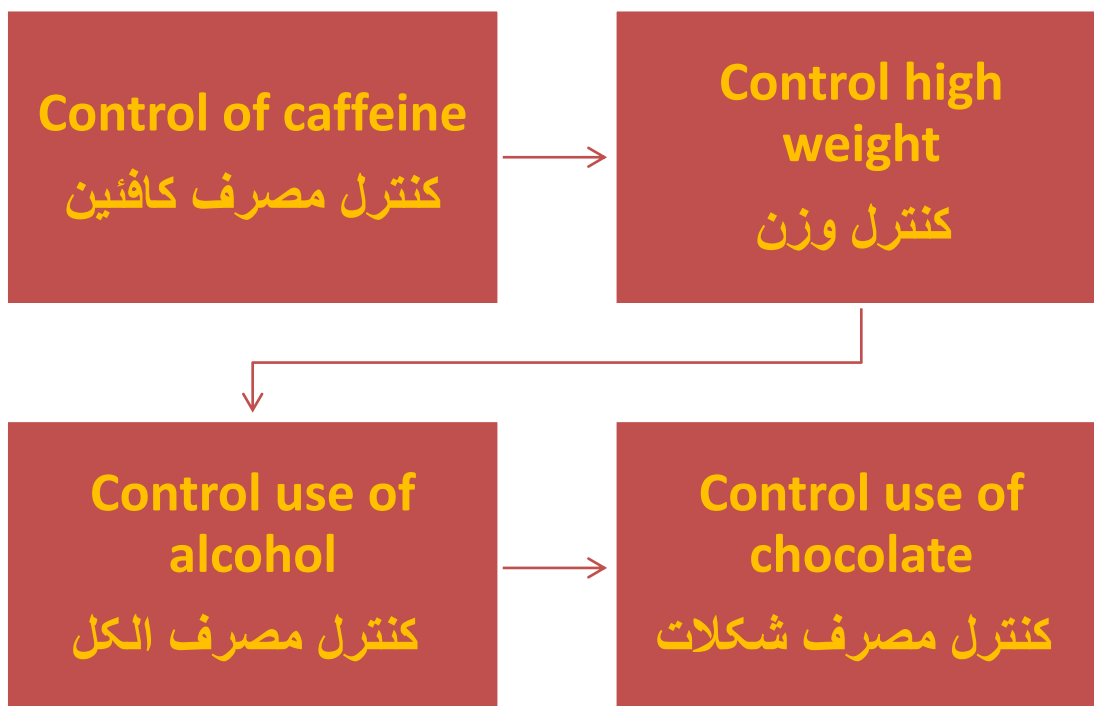 Control of caffeine
کنترل مصرف کافئین
Control high
weight
کنترل وزن
Control use of
alcohol
کنترل مصرف الکل
Control use of
chocolate
کنترل مصرف شکلات